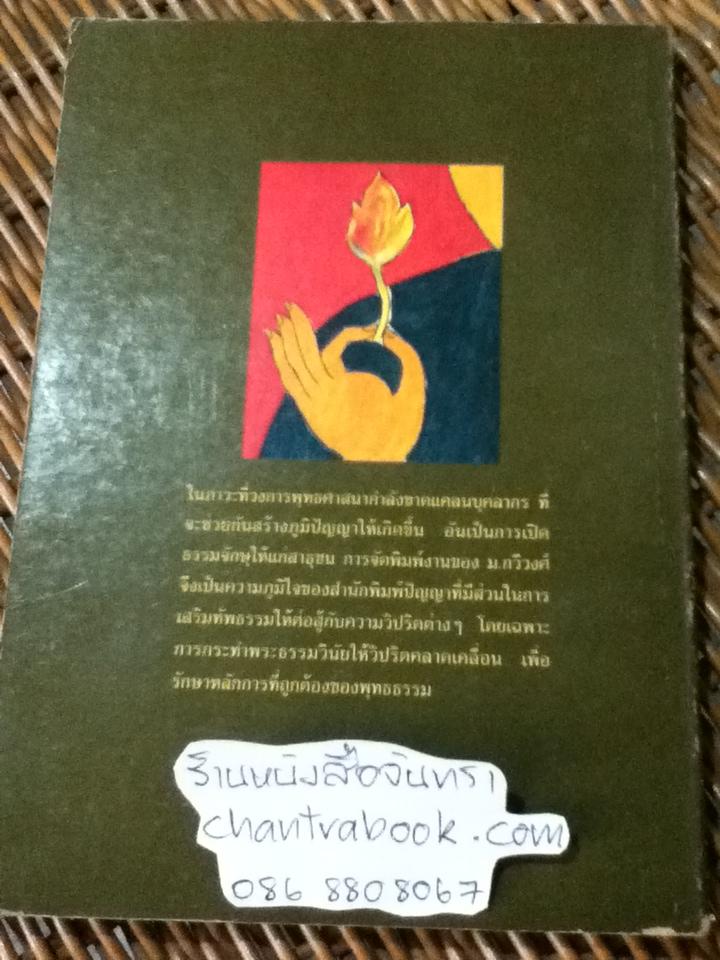 ในภาวะที่วงการพุทธศาสนากำลังขาดแคลนบุคลากร ที่
จะช่วยกันสร้างภูมิปัญญาให้เกิดขึ้น อันเป็นการเปิด
ธรรมจักษุให้แก่สาธุชน การจัดพิมพ์งานของ ม.กวีวงศ์
จึงเป็นความภูมิใจของสำนักพิมพ์ปัญญาที่มีส่วนในการ
เสริมทัพธรรมให้ต่อสู้กับความวิปริตต่างๆ โดยเฉพาะ
การกระทำพระธรรมวินัยให้วิปริตคลาดเคลื่อน เพื่อ
รักษาหลักการที่ถูกต้องของพุทธธรรม
ร้านหนังสือจันทรา
chantrabook.com
086 880 8067